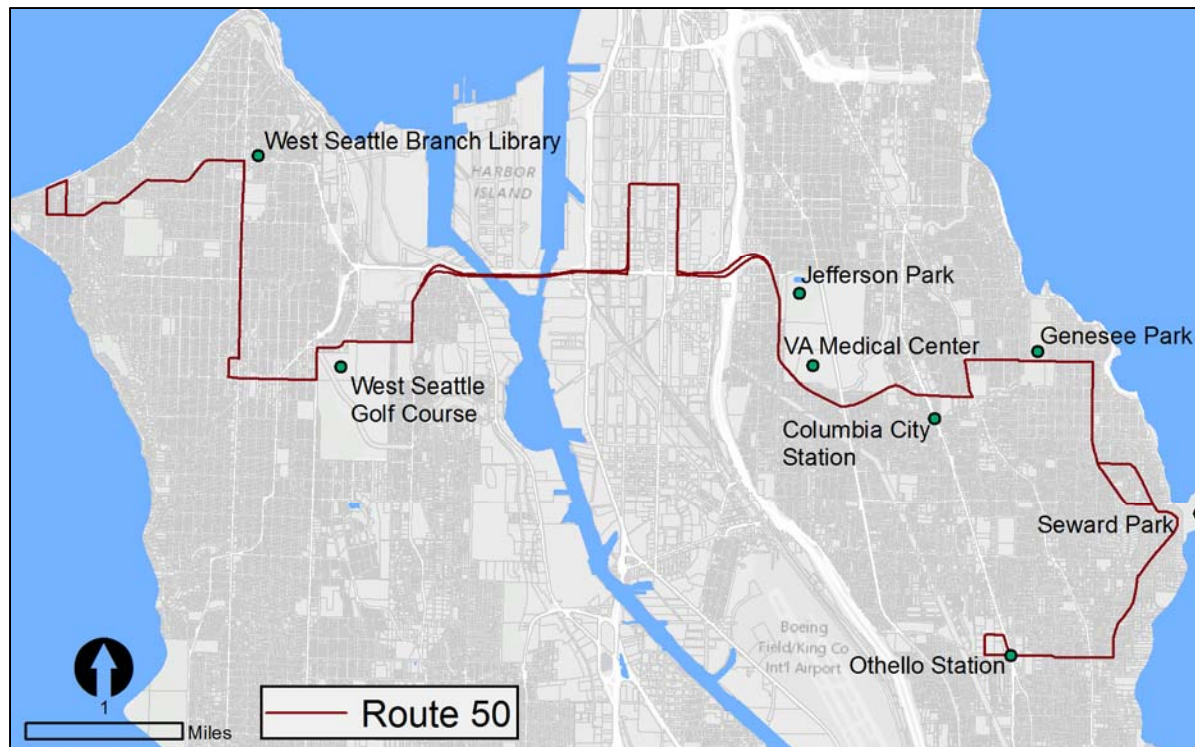 West Seattle Branch Library
HARBOR
ISLAND
Jefferson Park
Genesee Park
VA Medical Center
West Seattle
Golf Course
Columbia City
Station
Seward Park
Boeing
Field/King Co
Int'l Airport
Othello Station
1
Miles
Route 50